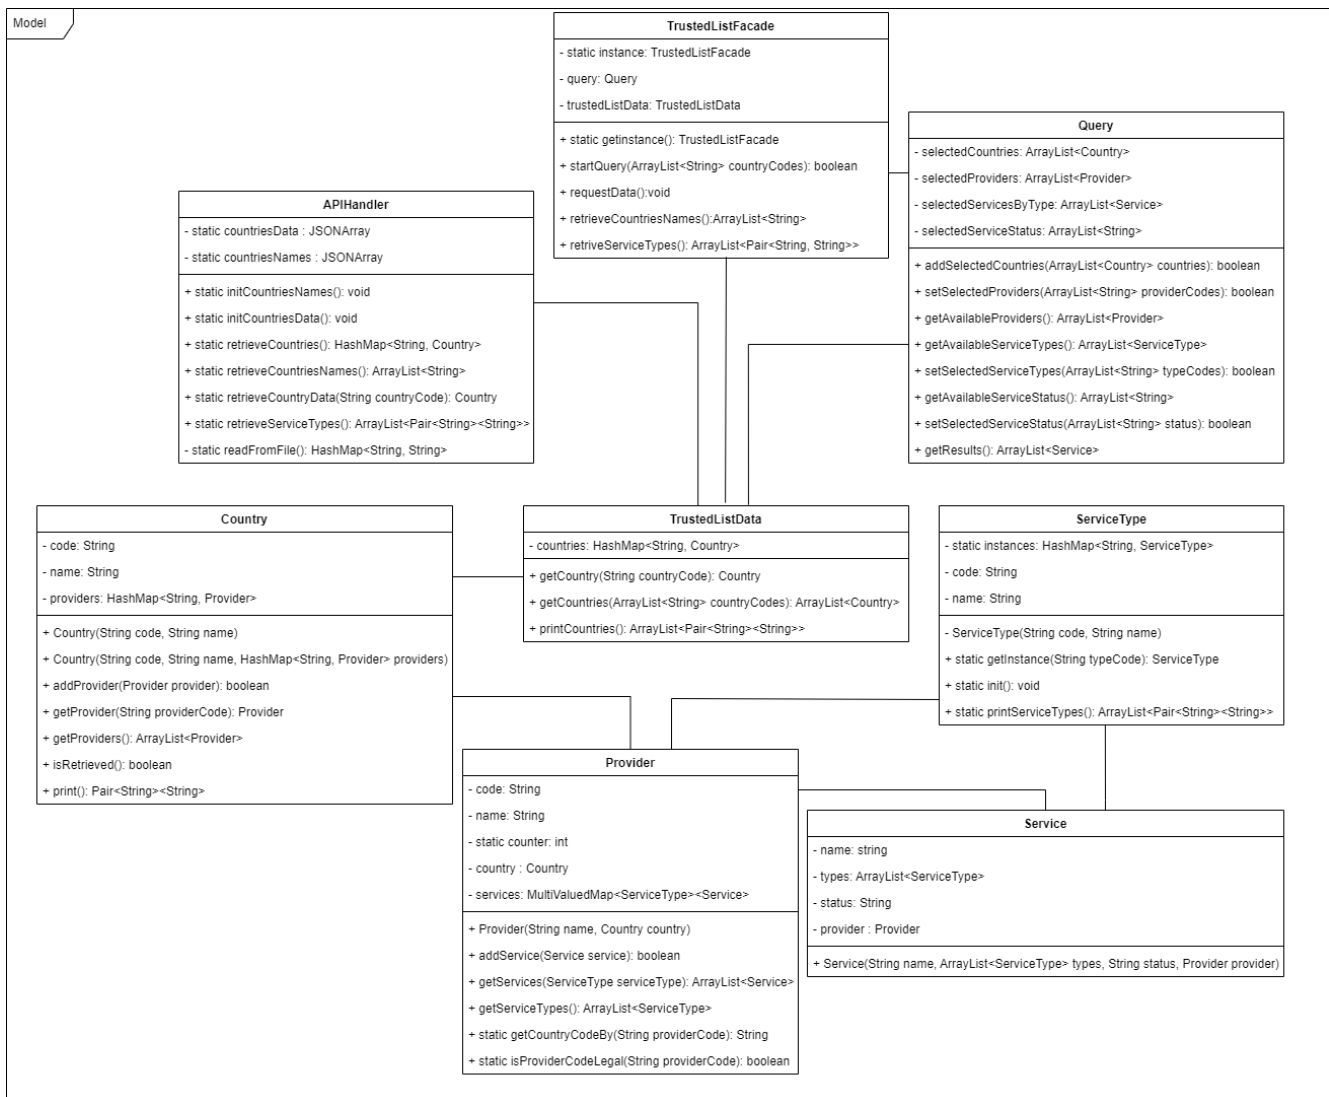 Model
TrustedListFacade
- static instance: TrustedListFacade
- query: Query
- trustedListData: TrustedListData
+ static getinstance(): TrustedListFacade
+ startQuery(ArrayList<String> countryCodes): boolean
+ requestData():void
+ retrieveCountriesNames():ArrayList<String>
+ retriveServiceTypes(): ArrayList<Pair<String, String>>
Query
- selectedCountries: ArrayList<Country>
- selectedProviders: ArrayList<Provider>
- selectedServicesByType: ArrayList<Service>
- selectedServiceStatus: ArrayList<String>
+ addSelectedCountries(ArrayList<Country> countries): boolean
+ setSelectedProviders(ArrayList<String> providerCodes): boolean
+ getAvailableProviders(): ArrayList<Provider>
+ getAvailableServiceTypes(): ArrayList<ServiceType>
+ setSelectedServiceTypes(ArrayList<String> typeCodes): boolean
+ getAvailableServiceStatus(): ArrayList<String>
+ setSelectedServiceStatus(ArrayList<String> status): boolean
+ getResults(): ArrayList<Service>
APIHandler
- static countriesData : JSONArray
- static countriesNames : JSONArray
+ static initCountriesNames(): void
+ static initCountriesData(): void
+ static retrieveCountries(): HashMap<String, Country>
+ static retrieveCountriesNames(): ArrayList<String>
+ static retrieveCountryData(String countryCode): Country
+ static retrieveServiceTypes(): ArrayList<Pair<String><String>>
- static readFromFile(): HashMap<String, String>
Country
- code: String
- name: String
- providers: HashMap<String, Provider>
+ Country(String code, String name)
+ Country(String code, String name, HashMap<String, Provider> providers)
+ addProvider(Provider provider): boolean
+ getProvider(String providerCode): Provider
+ getProviders(): ArrayList<Provider>
+ isRetrieved(): boolean
+ print(): Pair<String><String>
TrustedListData
- countries: HashMap<String, Country>
+ getCountry(String countryCode): Country
+ getCountries(ArrayList<String> countryCodes): ArrayList<Country>
+ printCountries(): ArrayList<Pair<String><String>>
ServiceType
- static instances: HashMap<String, ServiceType>
- code: String
- name: String
- ServiceType(String code, String name)
+ static getInstance(String typeCode): ServiceType
+ static init(): void
+ static printServiceTypes(): ArrayList<Pair<String><String>>
Provider
- code: String
- name: String
- static counter: int
- country : Country
- services: MultiValuedMap<ServiceType><Service>
+ Provider(String name, Country country)
+ addService(Service service): boolean
+ getServices(ServiceType serviceType): ArrayList<Service>
+ getServiceTypes(): ArrayList<ServiceType>
+ static getCountryCodeBy(String providerCode): String
+ static isProviderCodeLegal(String providerCode): boolean
Service
- name: string
- types: ArrayList<ServiceType>
- status: String
- provider : Provider
+ Service(String name, ArrayList<ServiceType> types, String status, Provider provider)